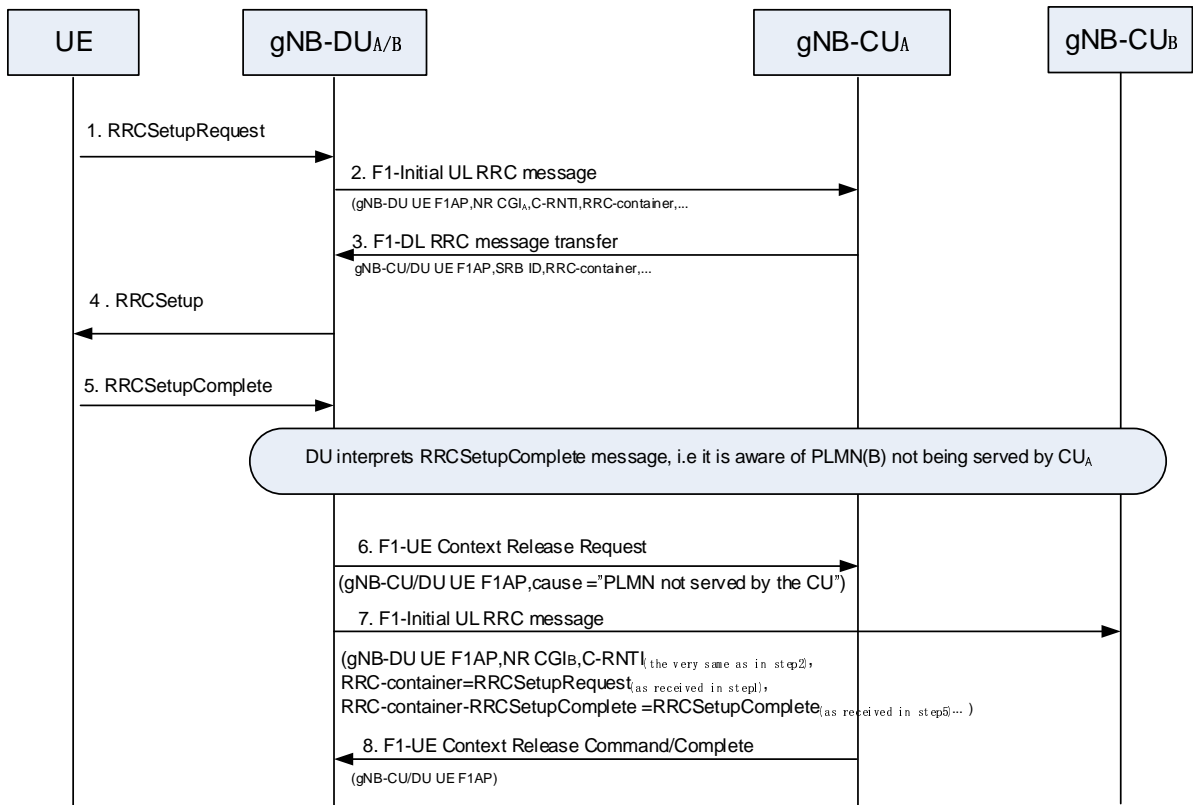 UE
gNB-DUA/B
gNB-CUA
gNB-CUB
1. RRCSetupRequest
2. F1-Initial UL RRC message
(gNB-DU UE F1AP,NR CGIA,C-RNTI,RRC-container,...
3. F1-DL RRC message transfer
gNB-CU/DU UE F1AP,SRB ID,RRC-container,...
4 . RRCSetup
5. RRCSetupComplete
DU interprets RRCSetupComplete message, i.e it is aware of PLMN(B) not being served by CUA
6. F1-UE Context Release Request
(gNB-CU/DU UE F1AP,cause =”PLMN not served by the CU”)
7. F1-Initial UL RRC message
(gNB-DU UE F1AP,NR CGIB,C-RNTI(the very same as in step2),
RRC-container=RRCSetupRequest(as received in step1),
RRC-container-RRCSetupComplete =RRCSetupComplete(as received in step5)··· )
8. F1-UE Context Release Command/Complete
(gNB-CU/DU UE F1AP)